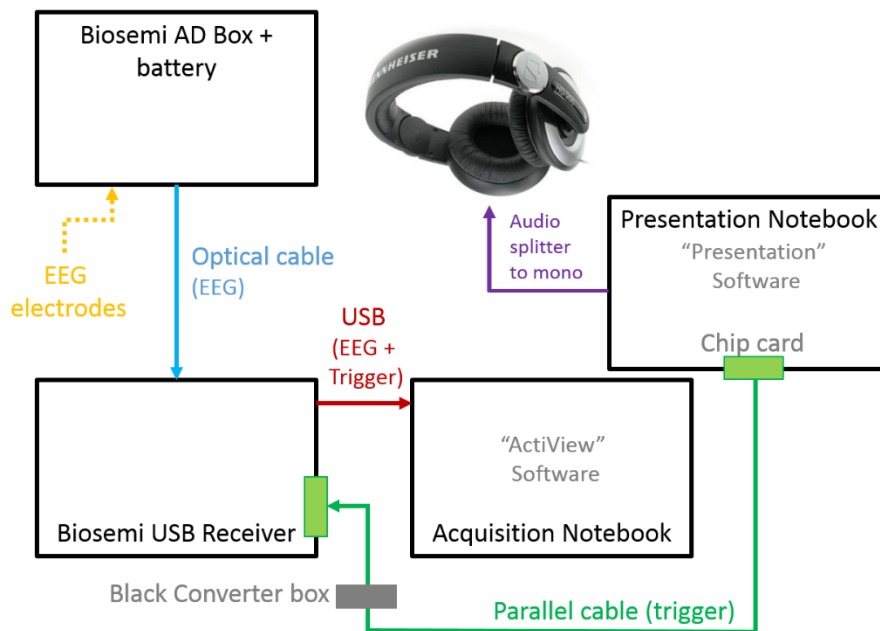 Biosemi AD Box +
battery
EEG
electrodes
Optical cable
(EEG)
USB
(EEG +
Trigger)
Audio
splitter
to mono
Presentation Notebook
“Presentation”
Software
Chip card
“ActiView”
Software
Acquisition Notebook
Biosemi USB Receiver
Black Converter box
Parallel cable (trigger)